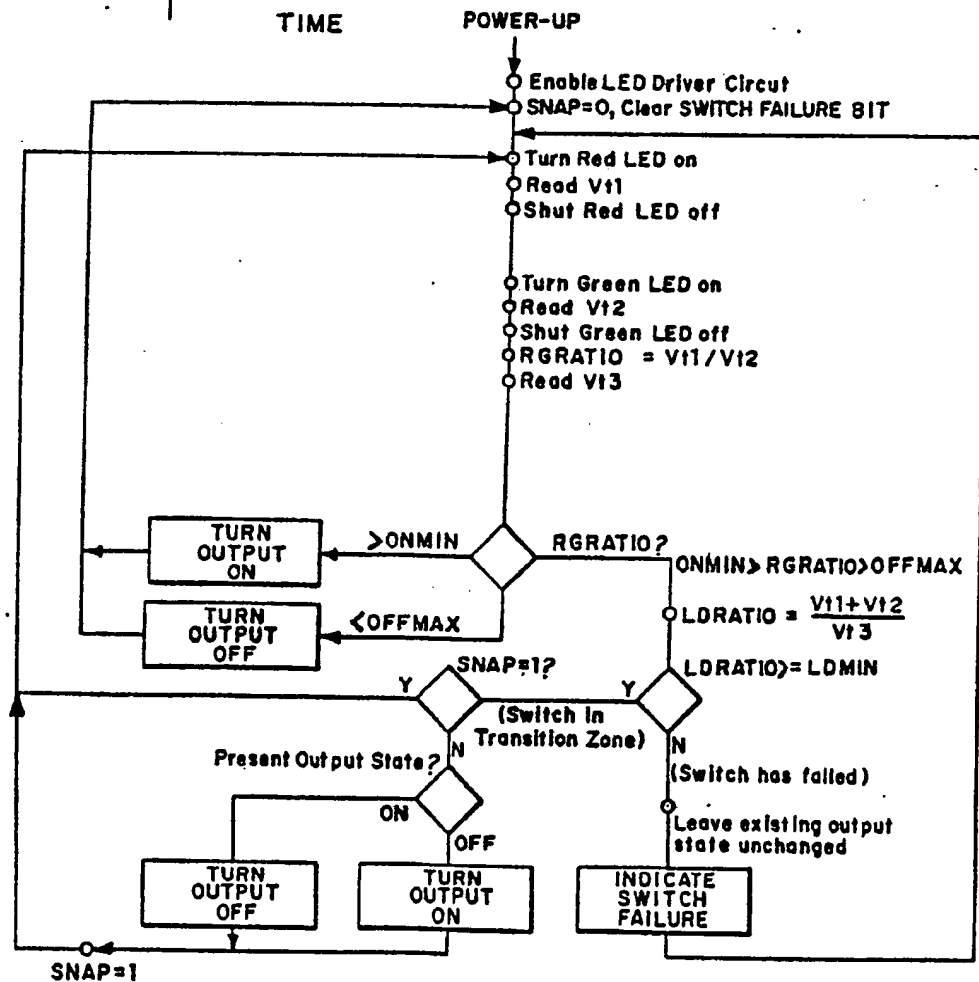 TIME
POWER-UP
Enable LED Driver Circut
SNAP=0, Clear SWITCH FAILURE BIT
Turn Red LED on
Read Vt1
Shut Red LED off
Turn Green LED on
Read Vt2
Shut Green LED off
RGRATIO = Vt1/Vt2
Read Vt3
TURN
OUTPUT
ON
>ONMIN
RGRATIO?
ONMIN>RGRATIO>OFFMAX
TURN
OUTPUT
OFF
<OFFMAX
LDRATIO = Vt1+Vt2
Vt3
SNAP=1?
LDRATIO>=LDMIN
Y
Y
(Switch in
Transition Zone)
N
N
Present Output State?
(Switch has failed)
ON
OFF
Leave existing output
state unchanged
TURN
OUTPUT
OFF
TURN
OUTPUT
ON
INDICATE
SWITCH
FAILURE
SNAP=1